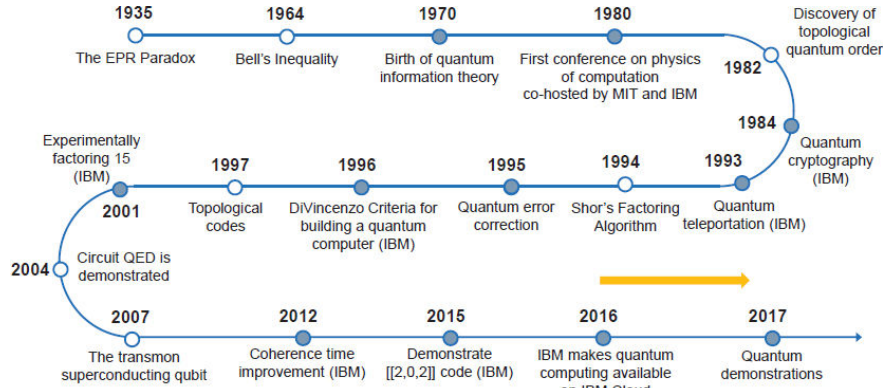 1935
The EPR Paradox
1964
Bell's Inequality
1970
Birth of quantum
information theory
1980
First conference on physics
of computation
co-hosted by MIT and IBM
Discovery of
topological
quantum order
1982
1984
Quantum
cryptography
(IBM)
1993
Quantum
teleportation (IBM)
1994
Shor's Factoring
Algorithm
1995
Quantum error
correction
1996
DiVincenzo Criteria for
building a quantum
computer (IBM)
1997
Topological
codes
Experimentally
factoring 15
(IBM)
2001
2004
Circuit QED is
demonstrated
2007
The transmon
superconducting qubit
2012
Coherence time
improvement (IBM)
2015
Demonstrate
[[2,0,2]] code (IBM)
2016
IBM makes quantum
computing available
on IBM Cloud
2017
Quantum
demonstrations